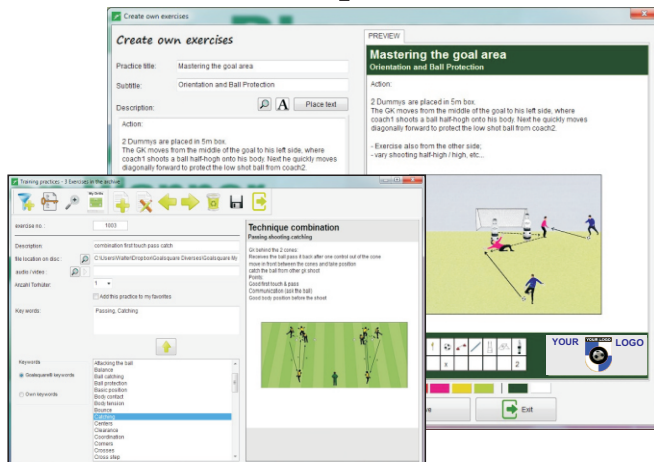 Create own exercises
Create own exercises
Practice title: Mastering the goal area
Subtitle: Orientation and Ball Protection
Description: A Place text
Action:
2 Dummys are placed in 5m box.
The GK moves from the middle of the goal to his left side, where
coach1 shoots a ball half-hogh onto his body. Next he quickly moves
diagonally forward to protect the low shot ball from coach2.
PREVIEW
Mastering the goal area
Orientation and Ball Protection
Action:
2 Dummys are placed in 5m box.
The GK moves from the middle of the goal to his left side, where
coach1 shoots a ball half-hogh onto his body. Next he quickly moves
diagonally forward to protect the low shot ball from coach2.
- Exercise also from the other side;
- vary shooting half-high / high, etc...
x 2
YOUR YOUR LOGO LOGO
Exit
Training practices - 3 Exercises in the archive
My Drills
exercise no.: 1003
Description: combination first touch pass catch
file location on disc:
audio / video:
Anzahl Torhüter: 1
Add this practice to my favorites
Key words: Passing, Catching
Keywords
Goalsquare® keywords
Own keywords
Attacking the ball
Balance
Ball catching
Ball protection
Basic position
Body contact
Body tension
Bounce
Catching
Centers
Clearance
Coordination
Corners
Crosses
Cross step
Technique combination
Passing shooting catching
Gk behind the 2 cones
Receives the ball pass it back after one control out of the cone
move in front between the cones and take position
catch the ball from other gk shoot
Points:
Good first touch & pass
Communication (ask the ball)
Good body position before the shoot